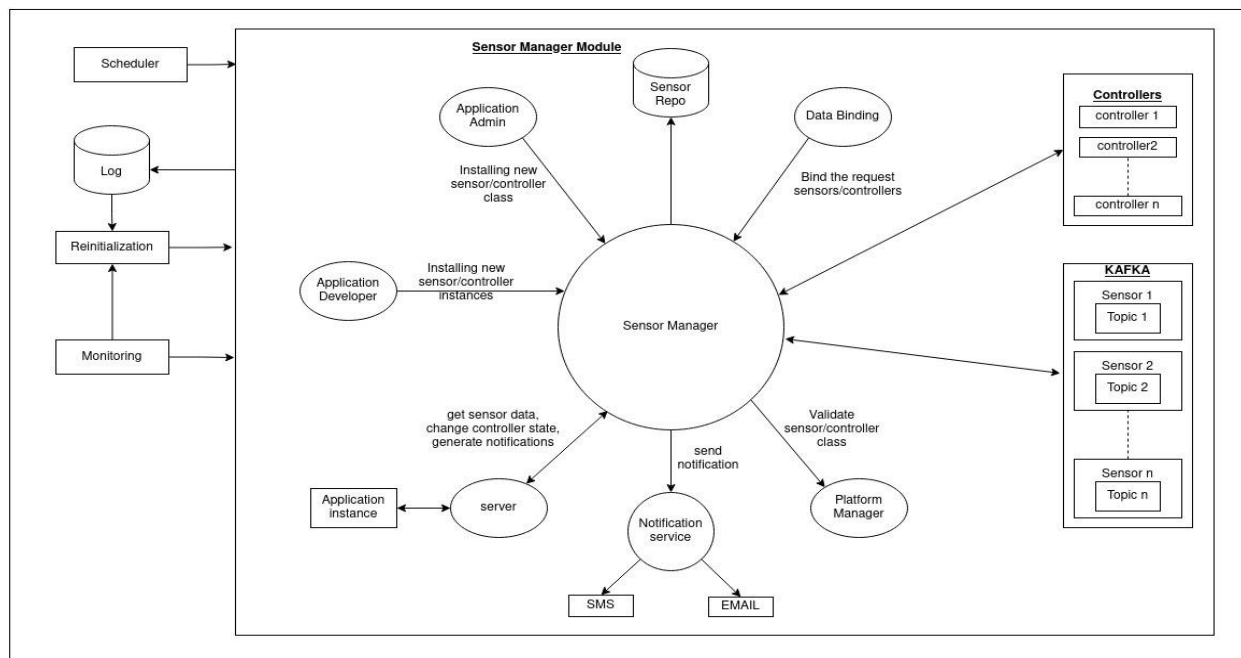 Sensor Manager Module
Scheduler
Sensor
Repo
Application
Admin
Data Binding
Controllers
controller 1
controller2
controller n
Log
Installing new
sensor/controller
class
Bind the request
sensors/controllers
Reinitialization
Application
Developer
Installing new
sensor/controller
instances
Sensor Manager
KAFKA
Sensor 1
Topic 1
Monitoring
Sensor 2
Topic 2
get sensor data,
change controller state,
generate notifications
Validate
sensor/controller
class
send
notification
Sensor n
Topic n
Application
instance
server
Notification
service
Platform
Manager
SMS
EMAIL